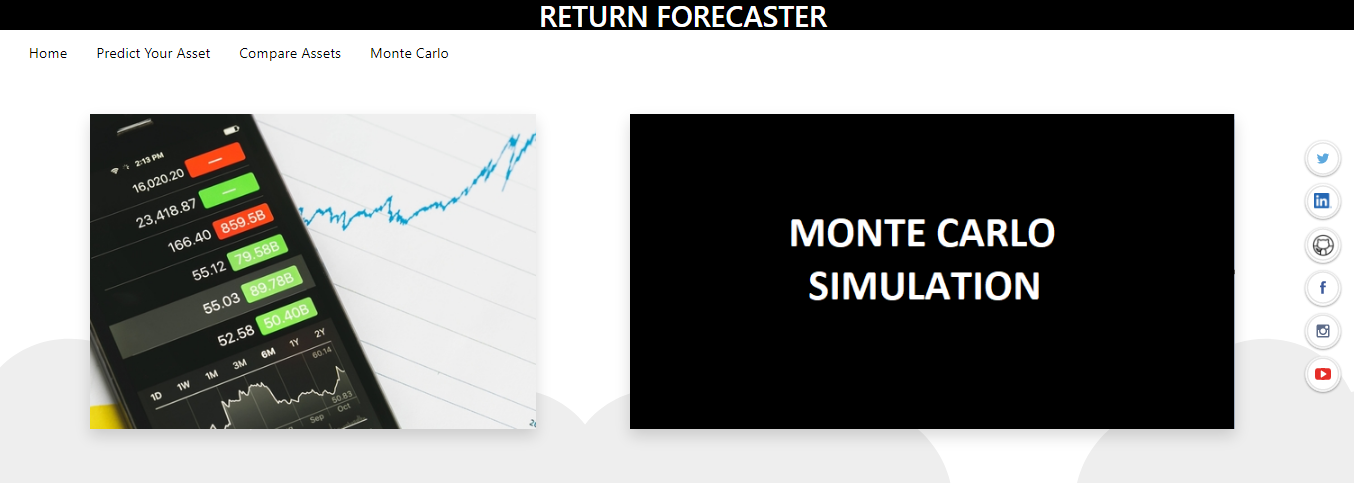 RETURN FORECASTER
Home Predict Your Asset Compare Assets Monte Carlo
2:13 PM
16,020.20 —
23,418.87 —
166.40 859.5B
55.12 79.58B
55.03 89.78B
52.58 50.40B
1D 1W 1M 3M 6M 1Y 2Y
60.14
50.83
Sep Oct
MONTE CARLO
SIMULATION
in
f